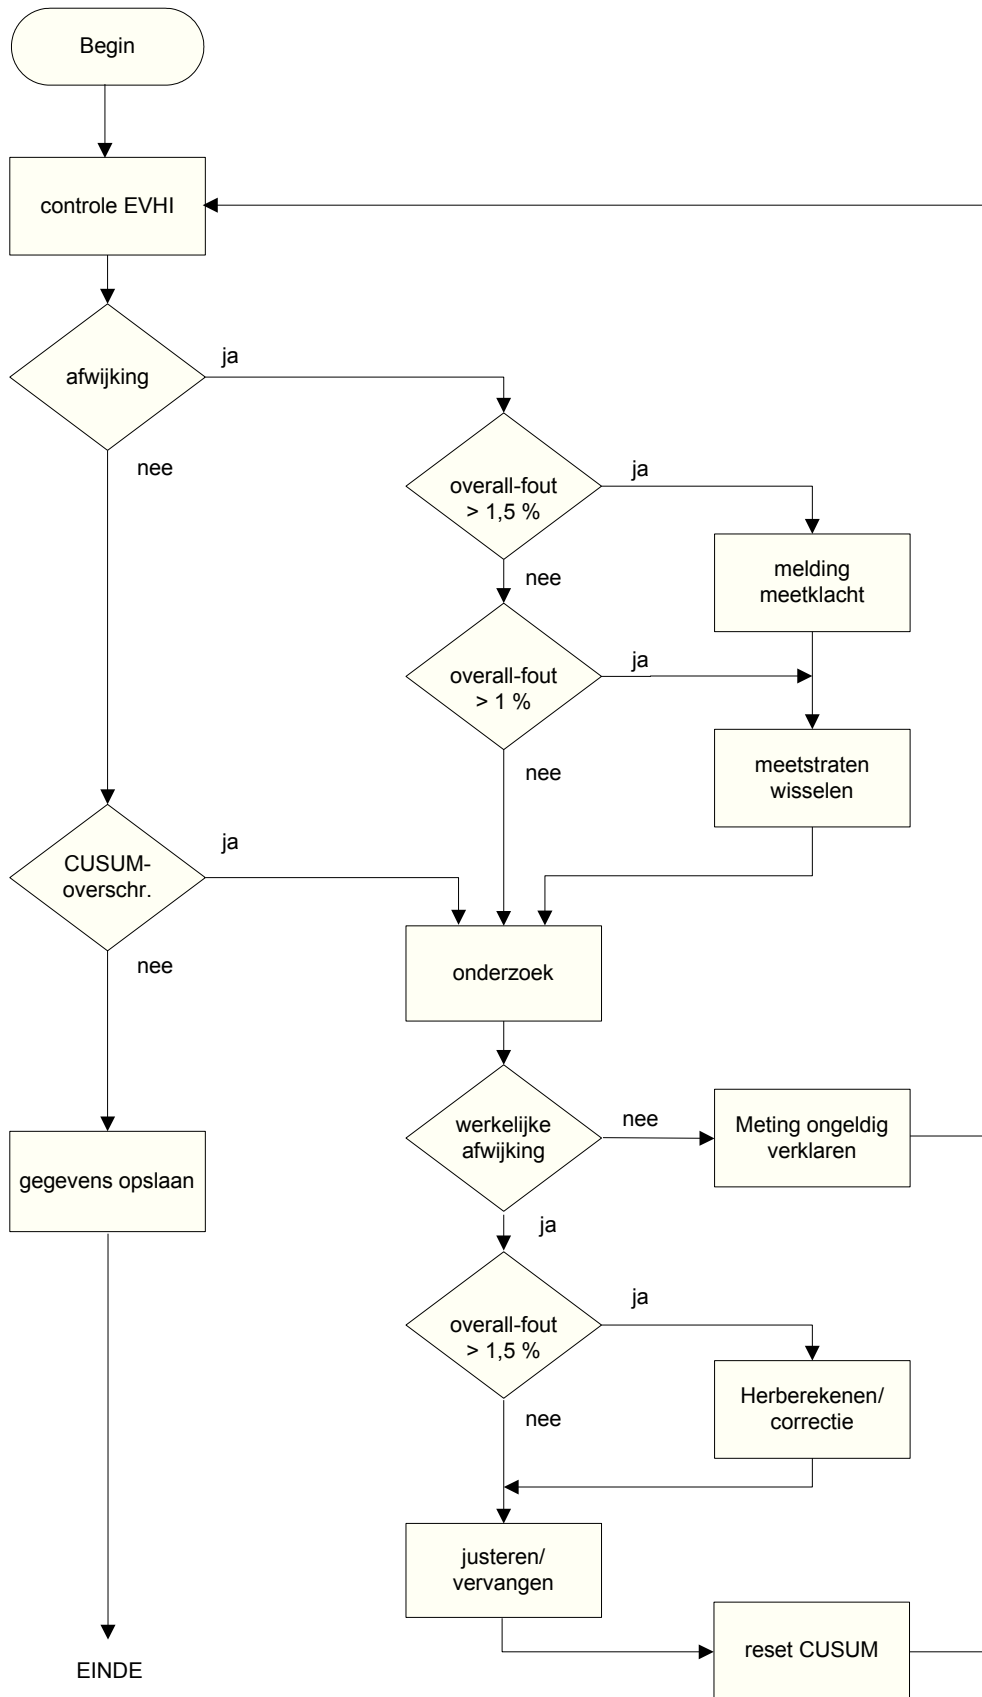 Begin
controle EVHI
afwijking
ja
nee
overall-fout
> 1,5 %
ja
nee
melding
meetklacht
overall-fout
> 1 %
ja
nee
meetstraten
wisselen
CUSUM-
overschr.
ja
nee
onderzoek
werkelijke
afwijking
nee
ja
Meting ongeldig
verklaren
gegevens opslaan
overall-fout
> 1,5 %
ja
nee
Herberekenen/
correctie
justeren/
vervangen
reset CUSUM
EINDE